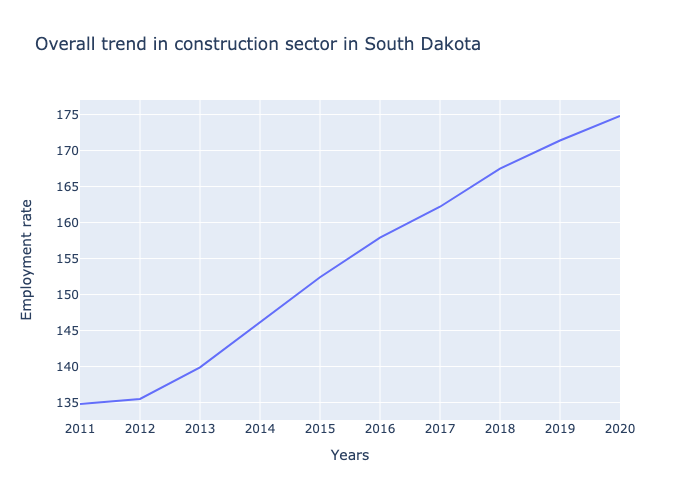 Overall trend in construction sector in South Dakota
175
170
165
160
155
150
145
140
135
Employment rate
2011 2012 2013 2014 2015 2016 2017 2018 2019 2020
Years